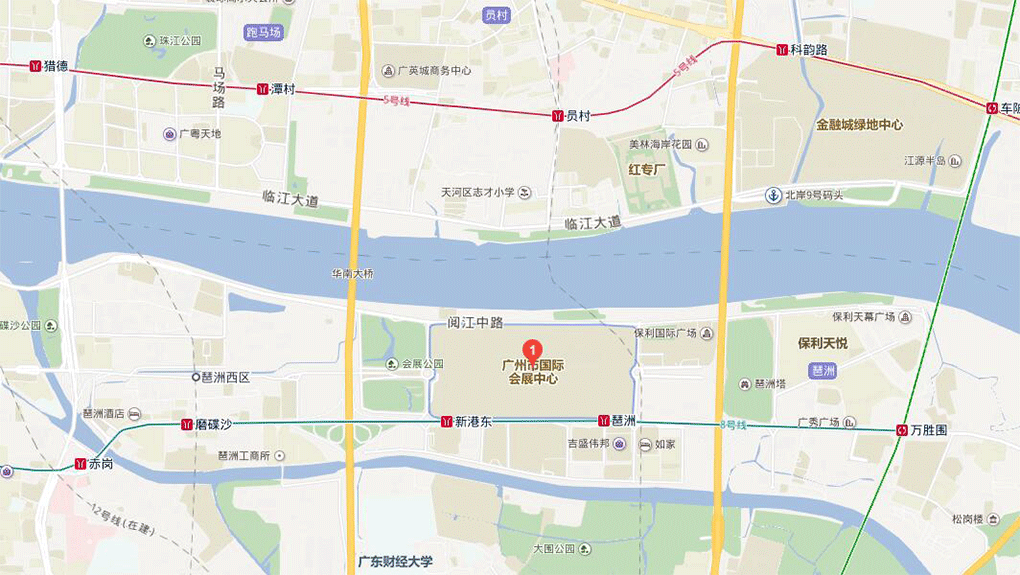 员村
珠江公园
跑马场
科韵路
猎德
马场路
广英城商务中心
5号线
潭村
5号线
员村
车陂
广粤天地
金融城绿地中心
美林海岸花园
红专厂
江源半岛
天河区志才小学
北岸9号码头
临江大道
临江大道
华南大桥
阅江中路
碟沙公园
保利国际广场
保利天幕广场
保利天悦
1
广州市国际
会展中心
会展公园
琶洲
琶洲西区
琶洲塔
琶洲酒店
磨碟沙
新港东
琶洲
8号线
广秀广场
万胜围
吉盛伟邦
如家
琶洲工商所
赤岗
12号线(在建)
松岗楼
大围公园
广东财经大学